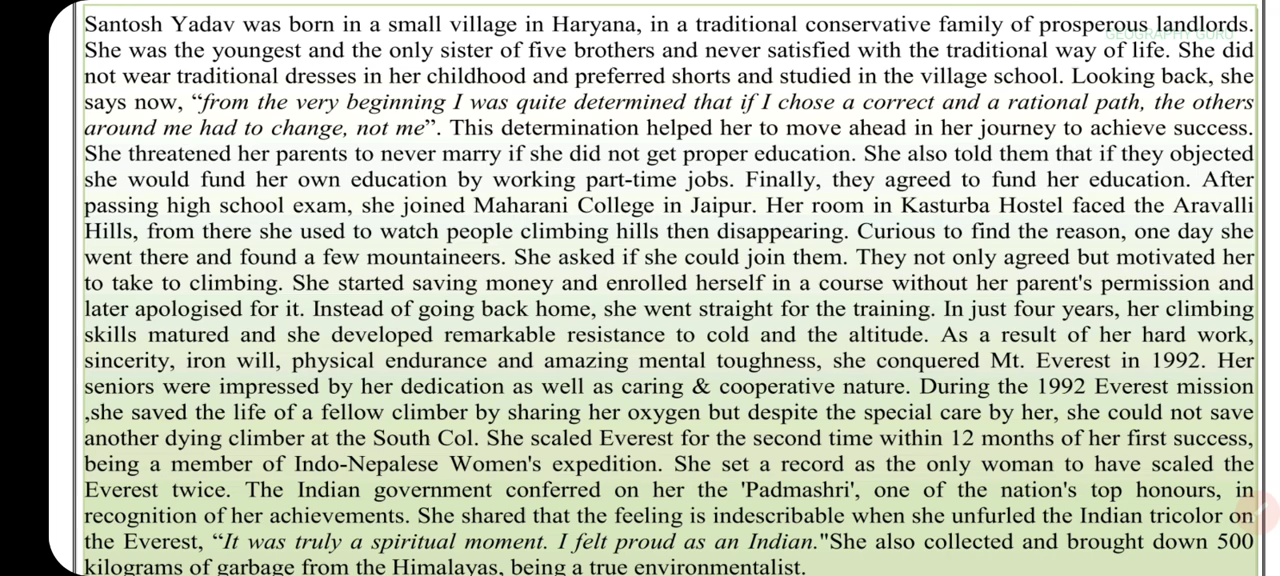 Santosh Yadav was born in a small village in Haryana, in a traditional conservative family of prosperous landlords.
GEOGRAPHY GURU
She was the youngest and the only sister of five brothers and never satisfied with the traditional way of life. She did
not wear traditional dresses in her childhood and preferred shorts and studied in the village school. Looking back, she
says now, “from the very beginning I was quite determined that if I chose a correct and a rational path, the others
around me had to change, not me”. This determination helped her to move ahead in her journey to achieve success.
She threatened her parents to never marry if she did not get proper education. She also told them that if they objected
she would fund her own education by working part-time jobs. Finally, they agreed to fund her education. After
passing high school exam, she joined Maharani College in Jaipur. Her room in Kasturba Hostel faced the Aravalli
Hills, from there she used to watch people climbing hills then disappearing. Curious to find the reason, one day she
went there and found a few mountaineers. She asked if she could join them. They not only agreed but motivated her
to take to climbing. She started saving money and enrolled herself in a course without her parent's permission and
later apologised for it. Instead of going back home, she went straight for the training. In just four years, her climbing
skills matured and she developed remarkable resistance to cold and the altitude. As a result of her hard work,
sincerity, iron will, physical endurance and amazing mental toughness, she conquered Mt. Everest in 1992. Her
seniors were impressed by her dedication as well as caring & cooperative nature. During the 1992 Everest mission
,she saved the life of a fellow climber by sharing her oxygen but despite the special care by her, she could not save
another dying climber at the South Col. She scaled Everest for the second time within 12 months of her first success,
being a member of Indo-Nepalese Women's expedition. She set a record as the only woman to have scaled the
Everest twice. The Indian government conferred on her the 'Padmashri', one of the nation's top honours, in
recognition of her achievements. She shared that the feeling is indescribable when she unfurled the Indian tricolor on
the Everest, “It was truly a spiritual moment. I felt proud as an Indian."She also collected and brought down 500
kilograms of garbage from the Himalayas, being a true environmentalist.